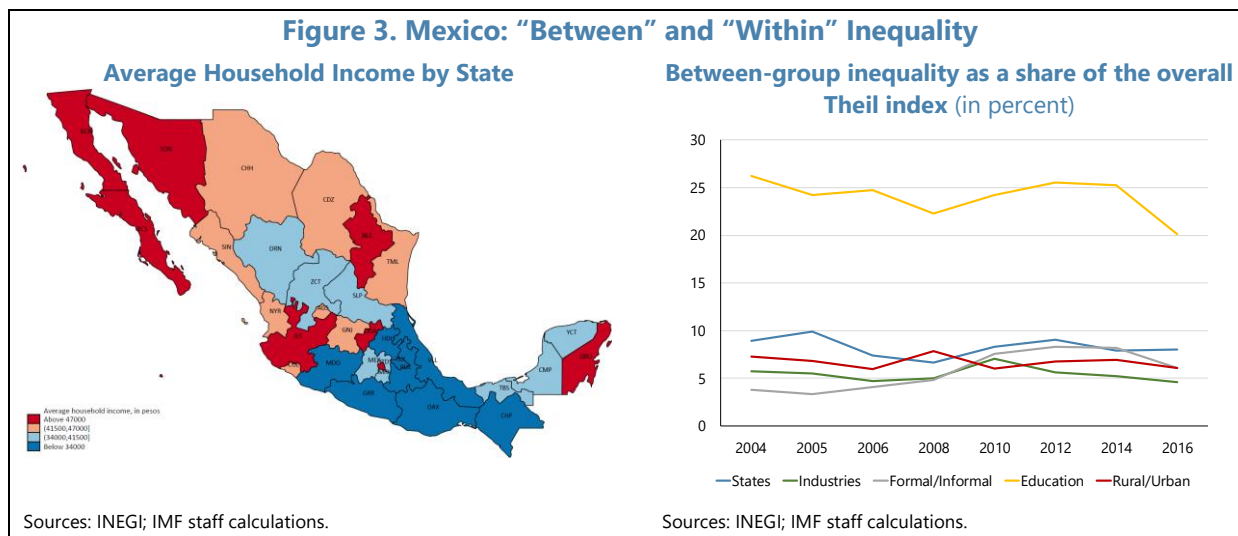 Figure 3. Mexico: “Between” and “Within” Inequality
Average Household Income by State
SON
CHH
CDZ
SIN
DRN
TML
ZCT
SLP
NYR
GNJ
MDO
GRR
ORX
CHP
TBS
CMP
YCT
Average household income, in pesos
Above 47000
(41500,47000]
(34000,41500]
Below 34000
Sources: INEGI; IMF staff calculations.
Between-group inequality as a share of the overall
Theil index (in percent)
30
25
20
15
10
5
0
2004 2005 2006 2008 2010 2012 2014 2016
States Industries Formal/Informal Education Rural/Urban
Sources: INEGI; IMF staff calculations.